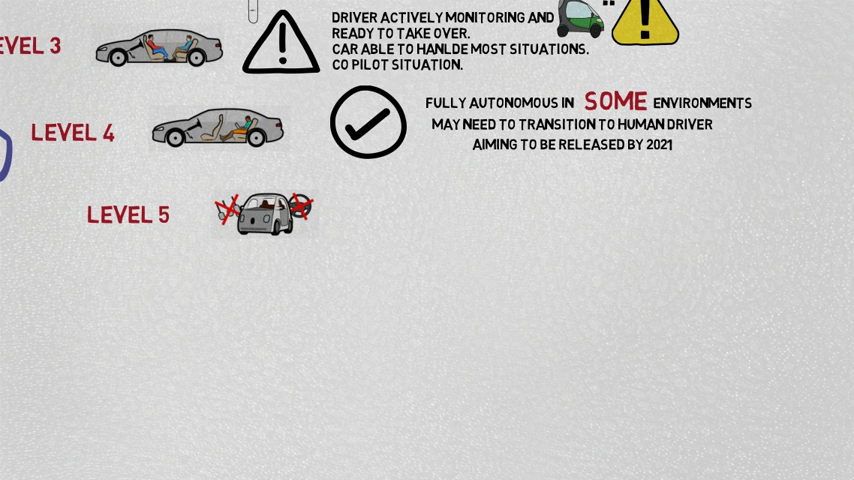 EVEL 3
DRIVER ACTIVELY MONITORING AND
READY TO TAKE OVER.
CAR ABLE TO HANLDE MOST SITUATIONS.
CO PILOT SITUATION.
LEVEL 4
FULLY AUTONOMOUS IN SOME ENVIRONMENTS
MAY NEED TO TRANSITION TO HUMAN DRIVER
AIMING TO BE RELEASED BY 2021
LEVEL 5